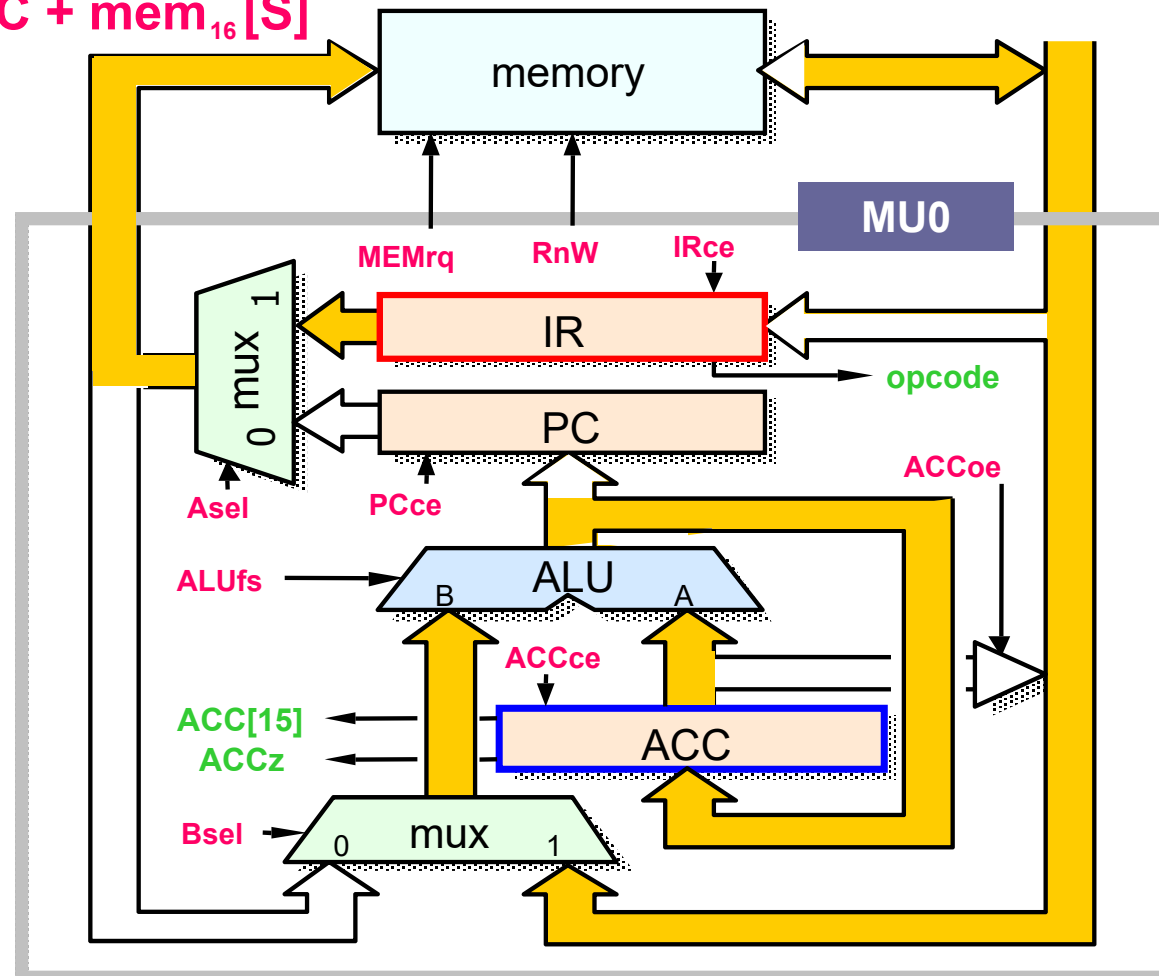 C + mem₁₆[S]
memory
MU0
MEMrq
RnW
IRce
mux 1
0
IR
opcode
PC
ACCoe
Asel
PCce
ALUfs
ALU
B
A
ACCce
ACC[15]
ACCz
ACC
Bsel
mux
0
1